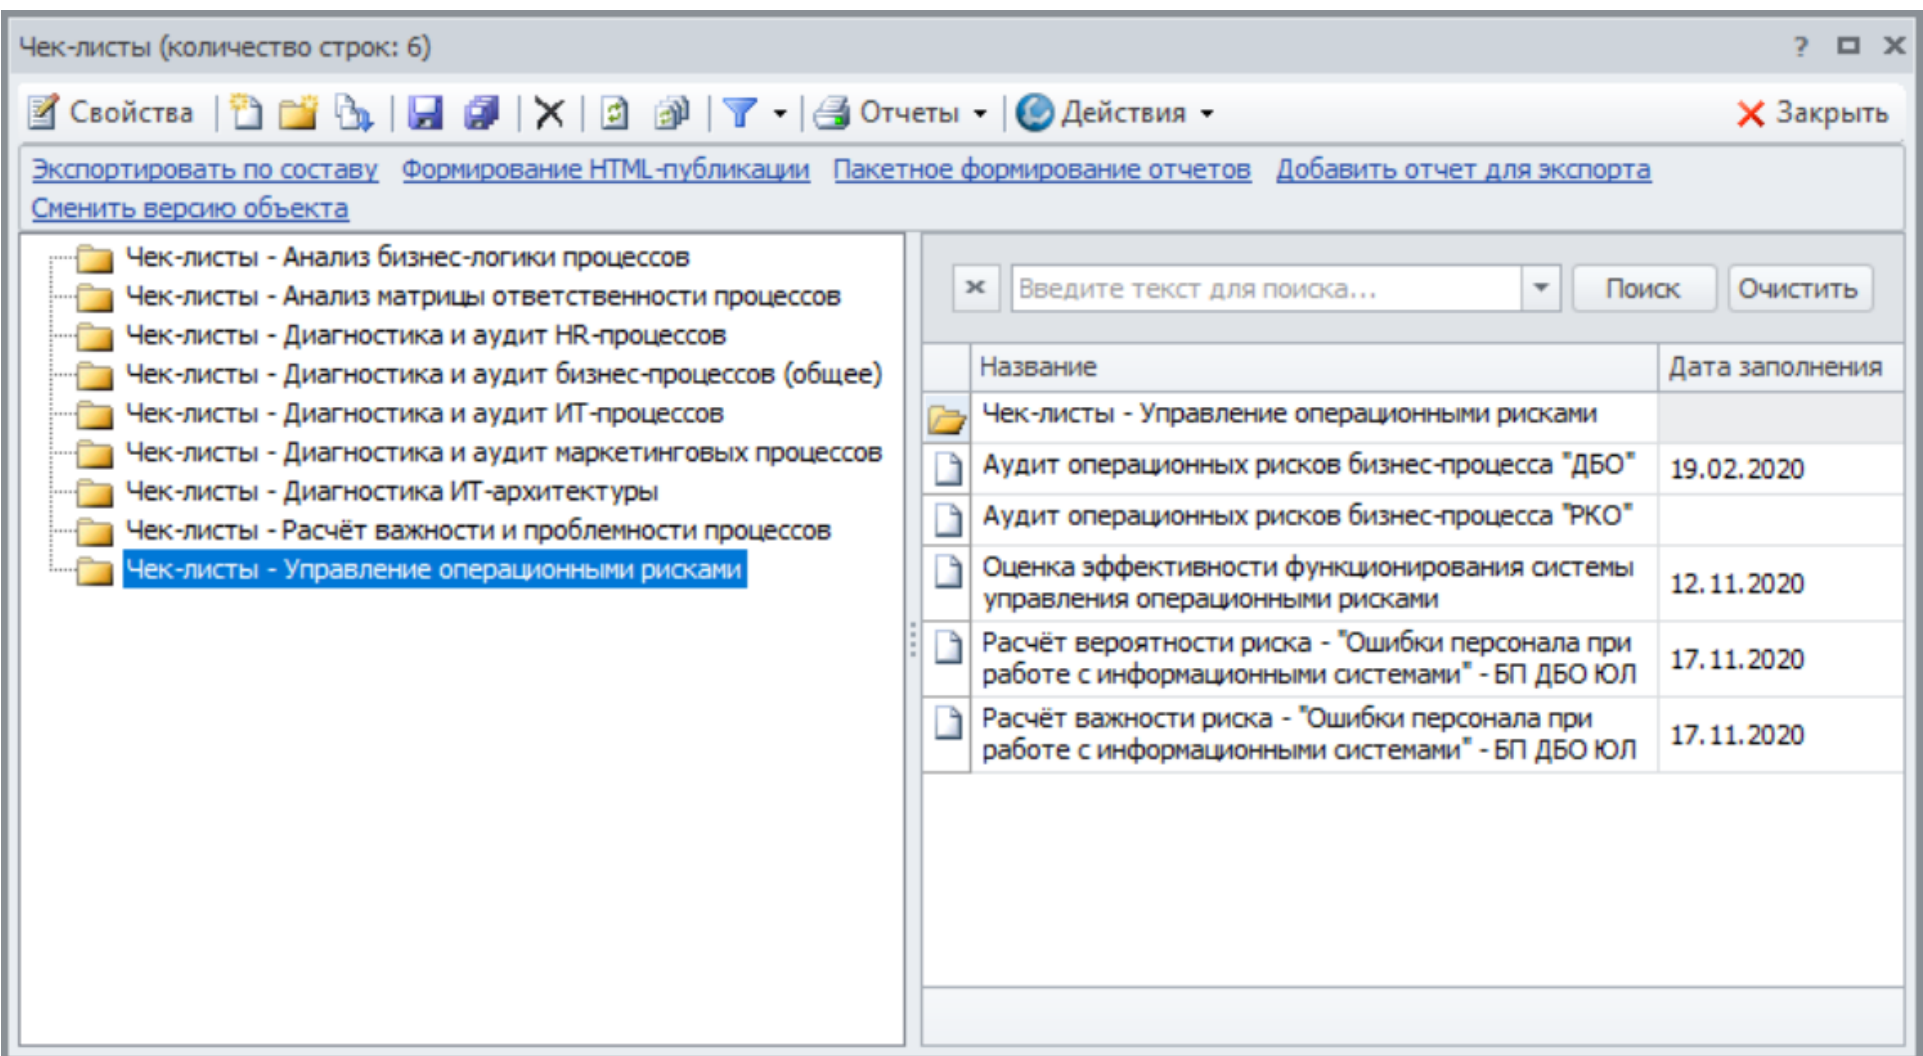 Чек-листы (количество строк: 6)
Свойства
Отчеты
Действия
Закрыть
Экспортировать по составу Формирование HTML-публикации Пакетное формирование отчетов Добавить отчет для экспорта
Сменить версию объекта
Чек-листы - Анализ бизнес-логики процессов
Чек-листы - Анализ матрицы ответственности процессов
Чек-листы - Диагностика и аудит HR-процессов
Чек-листы - Диагностика и аудит бизнес-процессов (общее)
Чек-листы - Диагностика и аудит ИТ-процессов
Чек-листы - Диагностика и аудит маркетинговых процессов
Чек-листы - Диагностика ИТ-архитектуры
Чек-листы - Расчёт важности и проблемности процессов
Чек-листы - Управление операционными рисками
Введите текст для поиска...
Поиск
Очистить
Название Дата заполнения
Чек-листы - Управление операционными рисками
Аудит операционных рисков бизнес-процесса "ДБО" 19.02.2020
Аудит операционных рисков бизнес-процесса "РКО"
Оценка эффективности функционирования системы
управления операционными рисками
12.11.2020
Расчёт вероятности риска - "Ошибки персонала при
работе с информационными системами" - БП ДБО ЮЛ
17.11.2020
Расчёт важности риска - "Ошибки персонала при
работе с информационными системами" - БП ДБО ЮЛ
17.11.2020